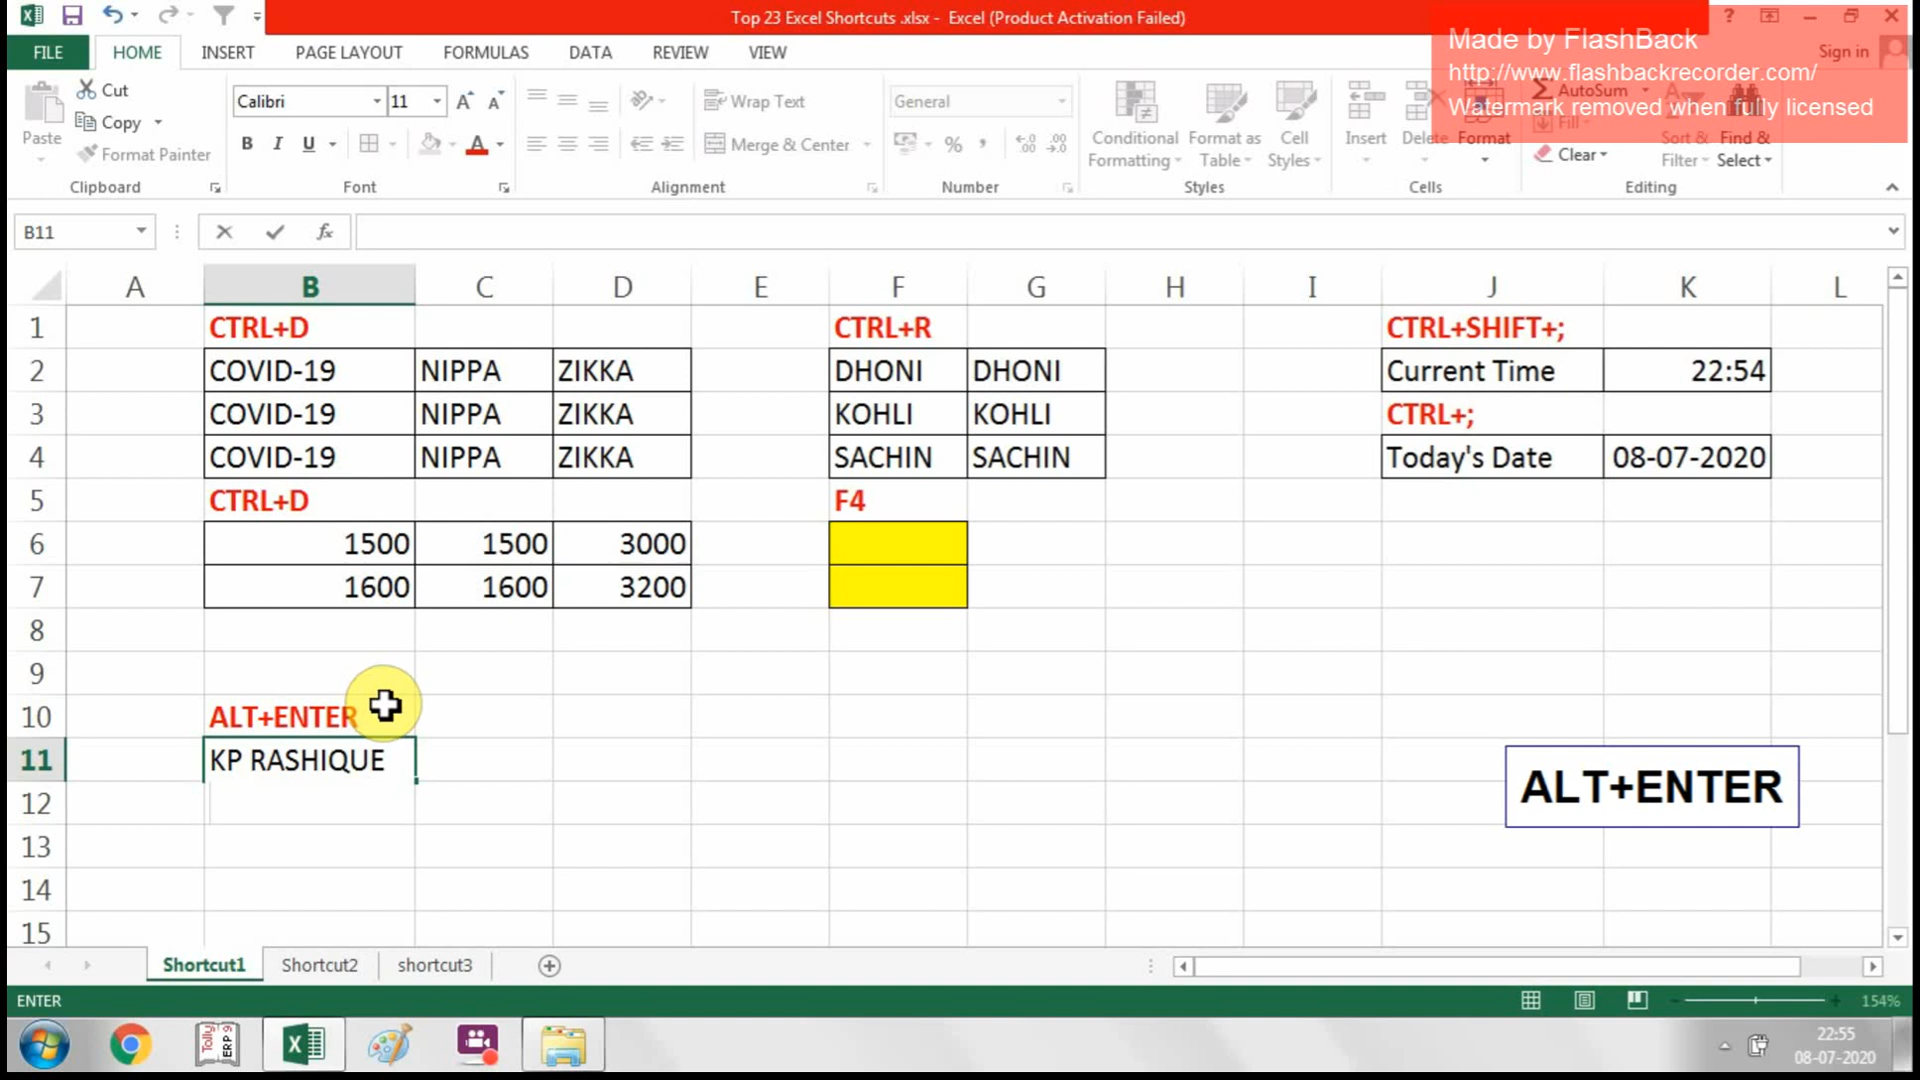 Top 23 Excel Shortcuts .xlsx - Excel (Product Activation Failed)
?
Made by FlashBack
http://www.flashbackrecorder.com/
Watermark removed when fully licensed
FILE HOME INSERT PAGE LAYOUT FORMULAS DATA REVIEW VIEW Sign in
Paste
Cut
Copy
Format Painter
Clipboard
Calibri 11
B I U
Font
Wrap Text
Merge & Center
Alignment
General
%
Number
Conditional Formatting
Format as Table
Cell Styles
Styles
Insert
Delete
Format
Cells
AutoSum
Fill
Clear
Sort & Filter
Find & Select
Editing
B11
fx
A B C D E F G H I J K L
1 CTRL+D CTRL+R CTRL+SHIFT+;
2 COVID-19 NIPPA ZIKKA DHONI DHONI Current Time 22:54
3 COVID-19 NIPPA ZIKKA KOHLI KOHLI CTRL+;
4 COVID-19 NIPPA ZIKKA SACHIN SACHIN Today's Date 08-07-2020
5 CTRL+D F4
6 1500 1500 3000
7 1600 1600 3200
8
9
10 ALT+ENTER
11 KP RASHIQUE
12
13
14
15
ALT+ENTER
Shortcut1 Shortcut2 shortcut3
ENTER
154%
Tally ERP 9
22:55
08-07-2020